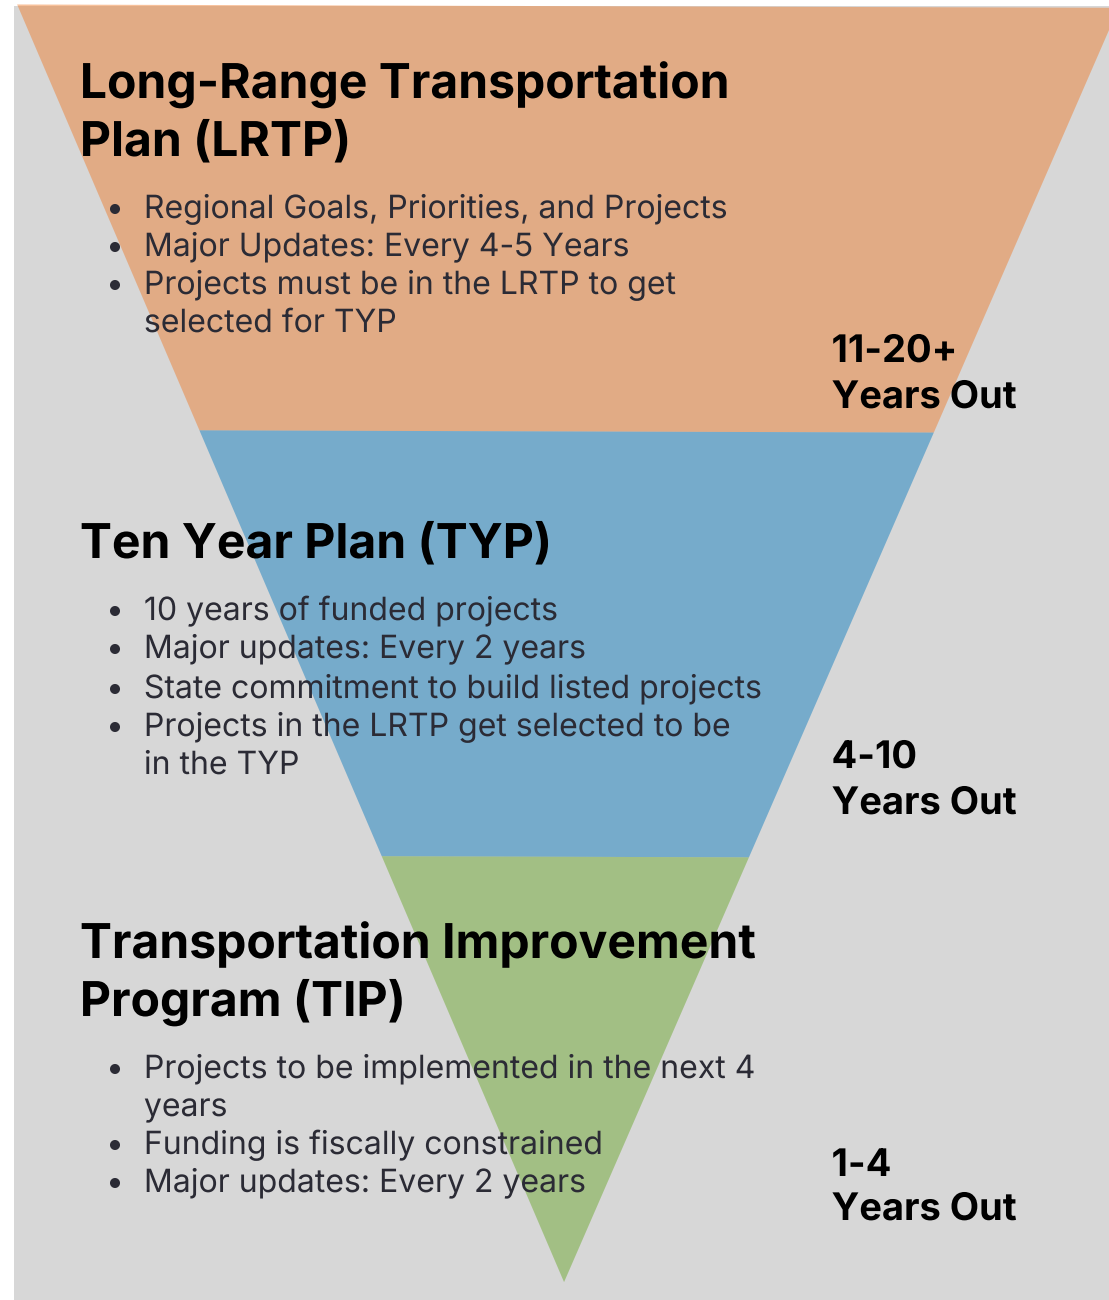 Long-Range Transportation
Plan (LRTP)
• Regional Goals, Priorities, and Projects
• Major Updates: Every 4-5 Years
• Projects must be in the LRTP to get
selected for TYP
11-20+
Years Out
Ten Year Plan (TYP)
• 10 years of funded projects
• Major updates: Every 2 years
• State commitment to build listed projects
• Projects in the LRTP get selected to be
in the TYP
4-10
Years Out
Transportation Improvement
Program (TIP)
• Projects to be implemented in the next 4
years
• Funding is fiscally constrained
• Major updates: Every 2 years
1-4
Years Out